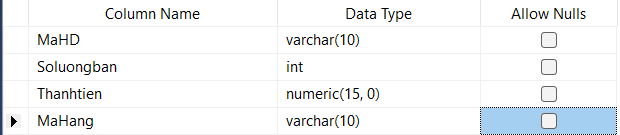 Column Name Data Type Allow Nulls
MaHD varchar(10)
Soluongban int
Thanhtien numeric(15, 0)
MaHang varchar(10)